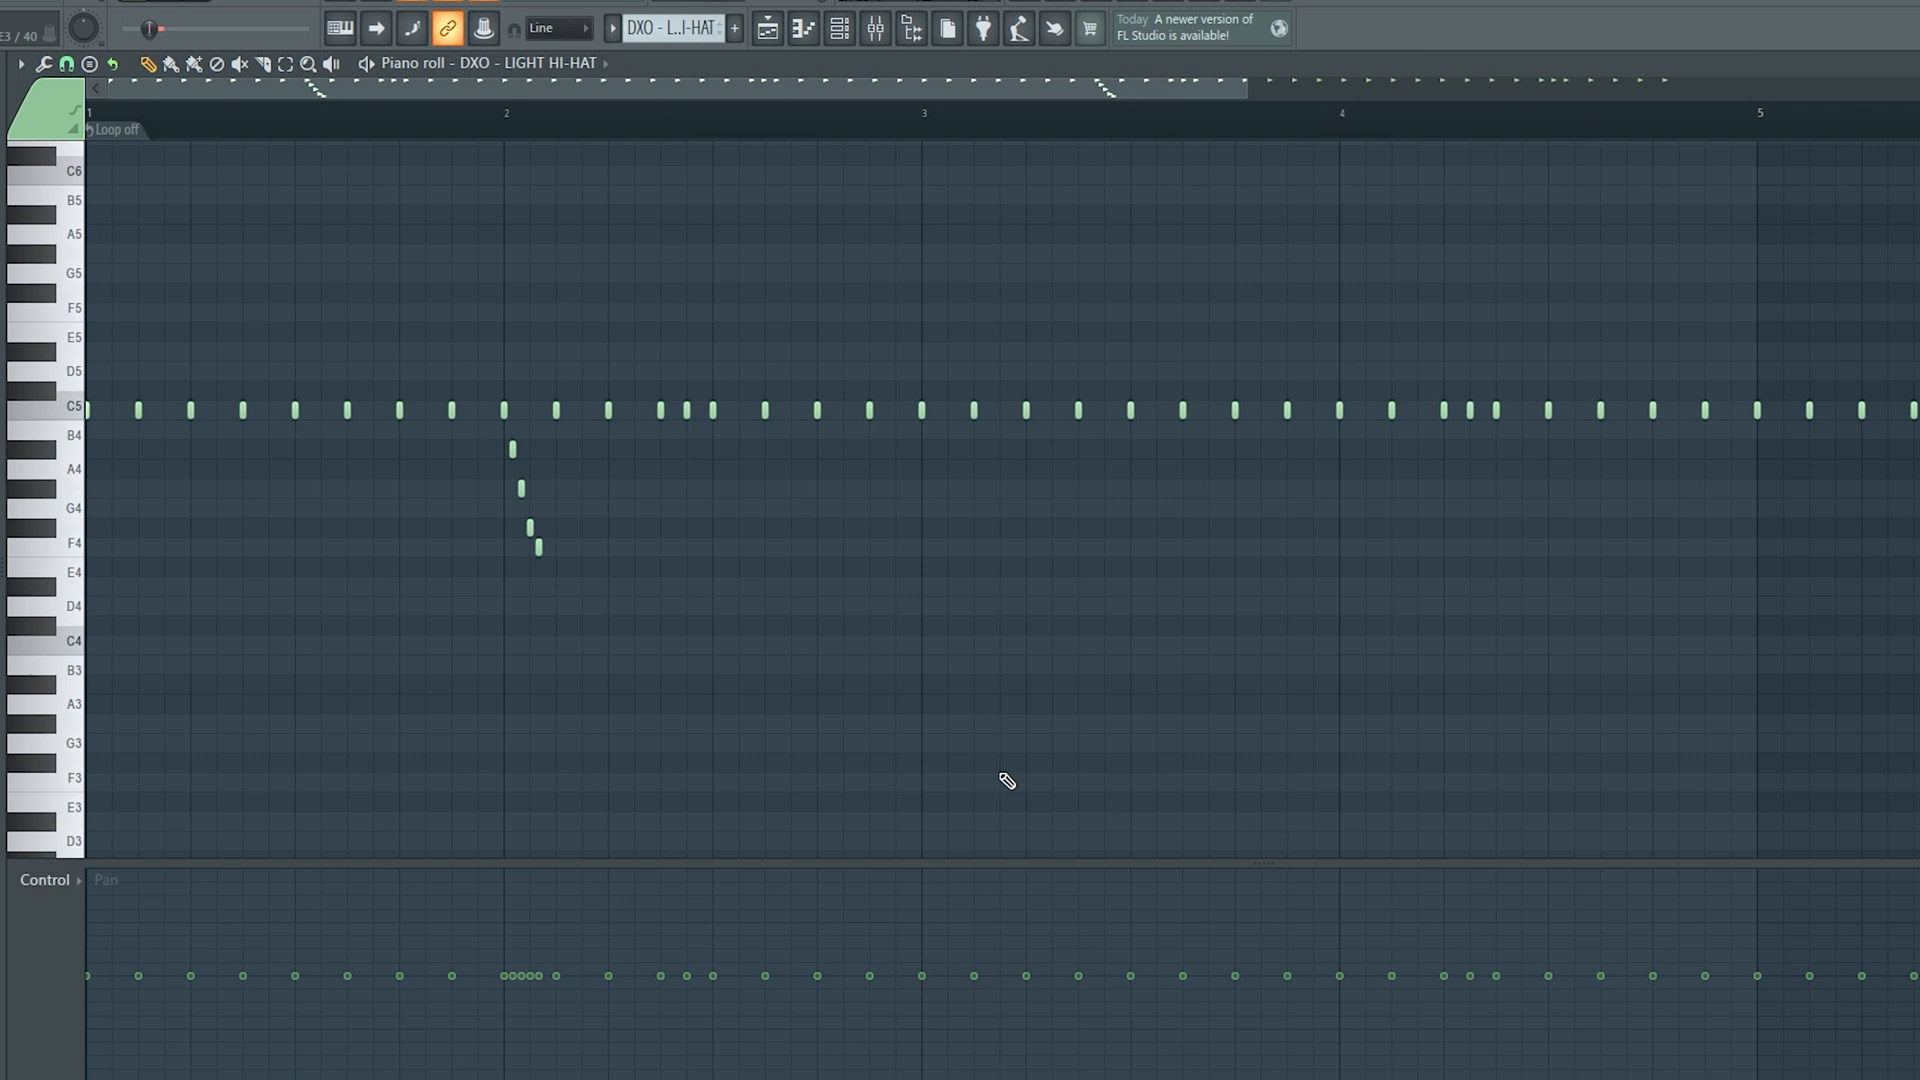 E3 / 40
Line
DXO - L..I-HAT
+
Today A newer version of
FL Studio is available!
Piano roll - DXO - LIGHT HI-HAT
1
2
3
4
5
Loop off
C6
B5
A5
G5
F5
E5
D5
C5
B4
A4
G4
F4
E4
D4
C4
B3
A3
G3
F3
E3
D3
Control
Pan